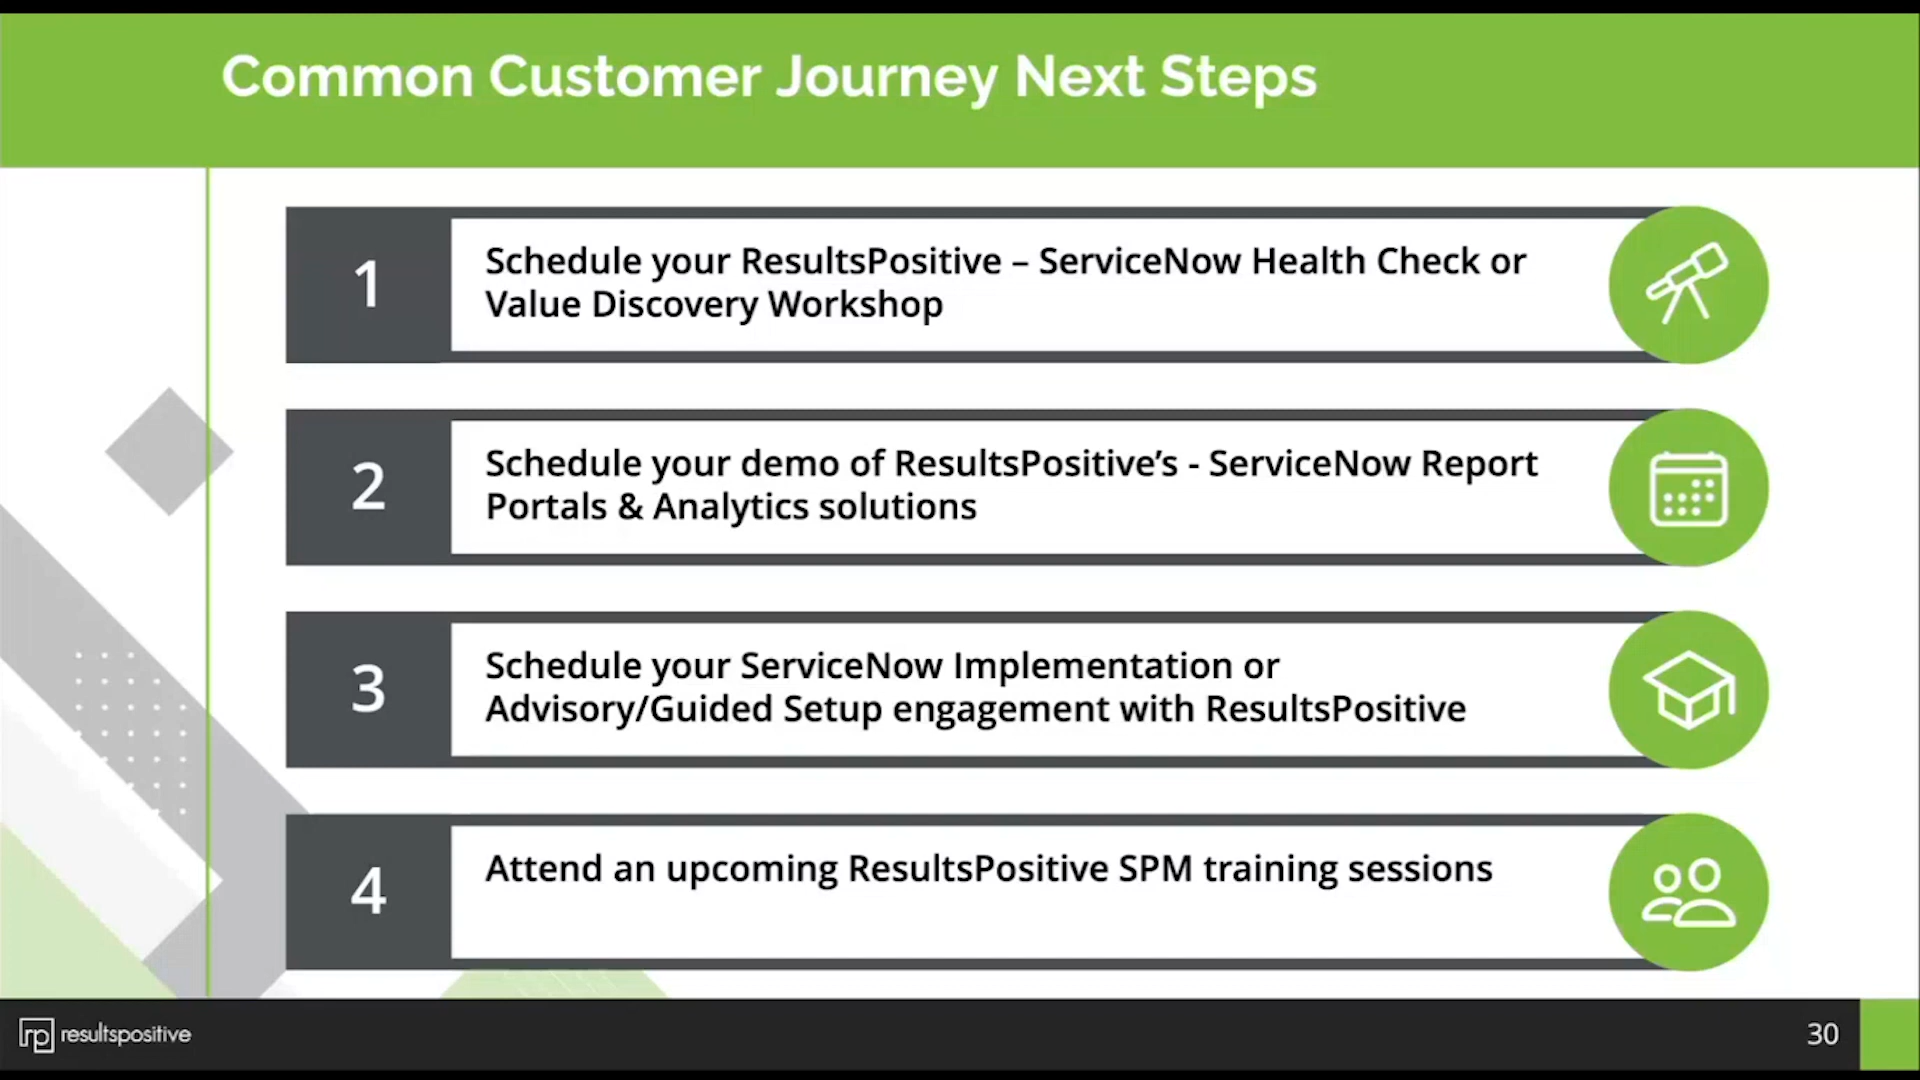 Common Customer Journey Next Steps
1
Schedule your ResultsPositive – ServiceNow Health Check or
Value Discovery Workshop
2
Schedule your demo of ResultsPositive’s - ServiceNow Report
Portals & Analytics solutions
3
Schedule your ServiceNow Implementation or
Advisory/Guided Setup engagement with ResultsPositive
4
Attend an upcoming ResultsPositive SPM training sessions
rp resultspositive
30